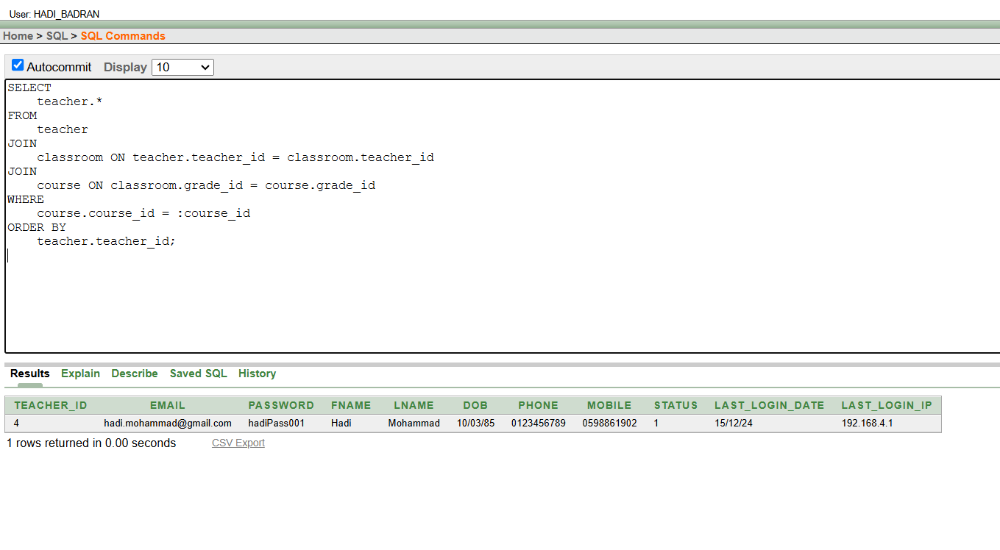 User: HADI_BADRAN
Home > SQL > SQL Commands
Autocommit Display 10
SELECT
teacher.*
FROM
teacher
JOIN
classroom ON teacher.teacher_id = classroom.teacher_id
JOIN
course ON classroom.grade_id = course.grade_id
WHERE
course.course_id = :course_id
ORDER BY
teacher.teacher_id;
Results Explain Describe Saved SQL History
TEACHER_ID EMAIL PASSWORD FNAME LNAME DOB PHONE MOBILE STATUS LAST_LOGIN_DATE LAST_LOGIN_IP
4 hadi.mohammad@gmail.com hadiPass001 Hadi Mohammad 10/03/85 0123456789 0598861902 1 15/12/24 192.168.4.1
1 rows returned in 0.00 seconds CSV Export